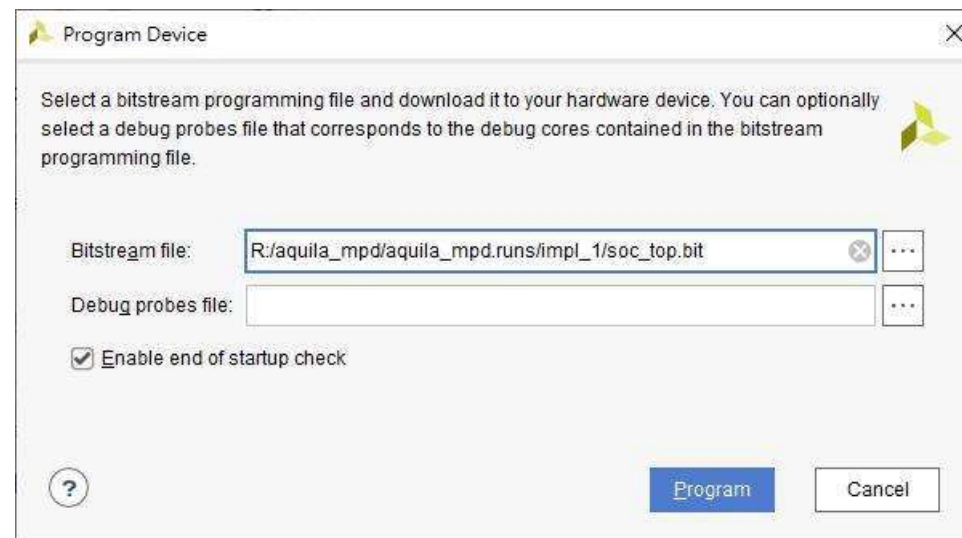 Program Device
Select a bitstream programming file and download it to your hardware device. You can optionally
select a debug probes file that corresponds to the debug cores contained in the bitstream
programming file.
Bitstream file: R:/aquila_mpd/aquila_mpd.runs/impl_1/soc_top.bit ...
Debug probes file: ...
Enable end of startup check
? Program Cancel